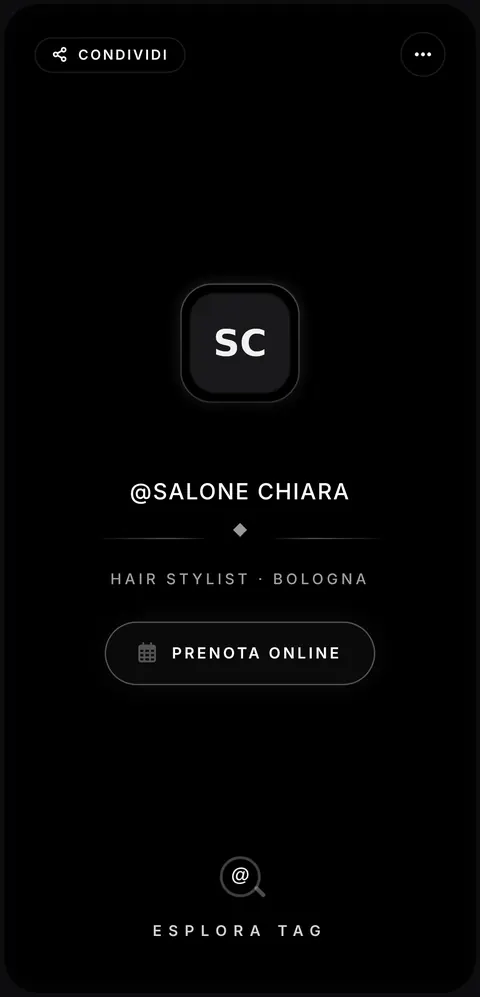 CONDIVIDI
SC
@SALONE CHIARA
HAIR STYLIST · BOLOGNA
PRENOTA ONLINE
@
ESPLORA TAG